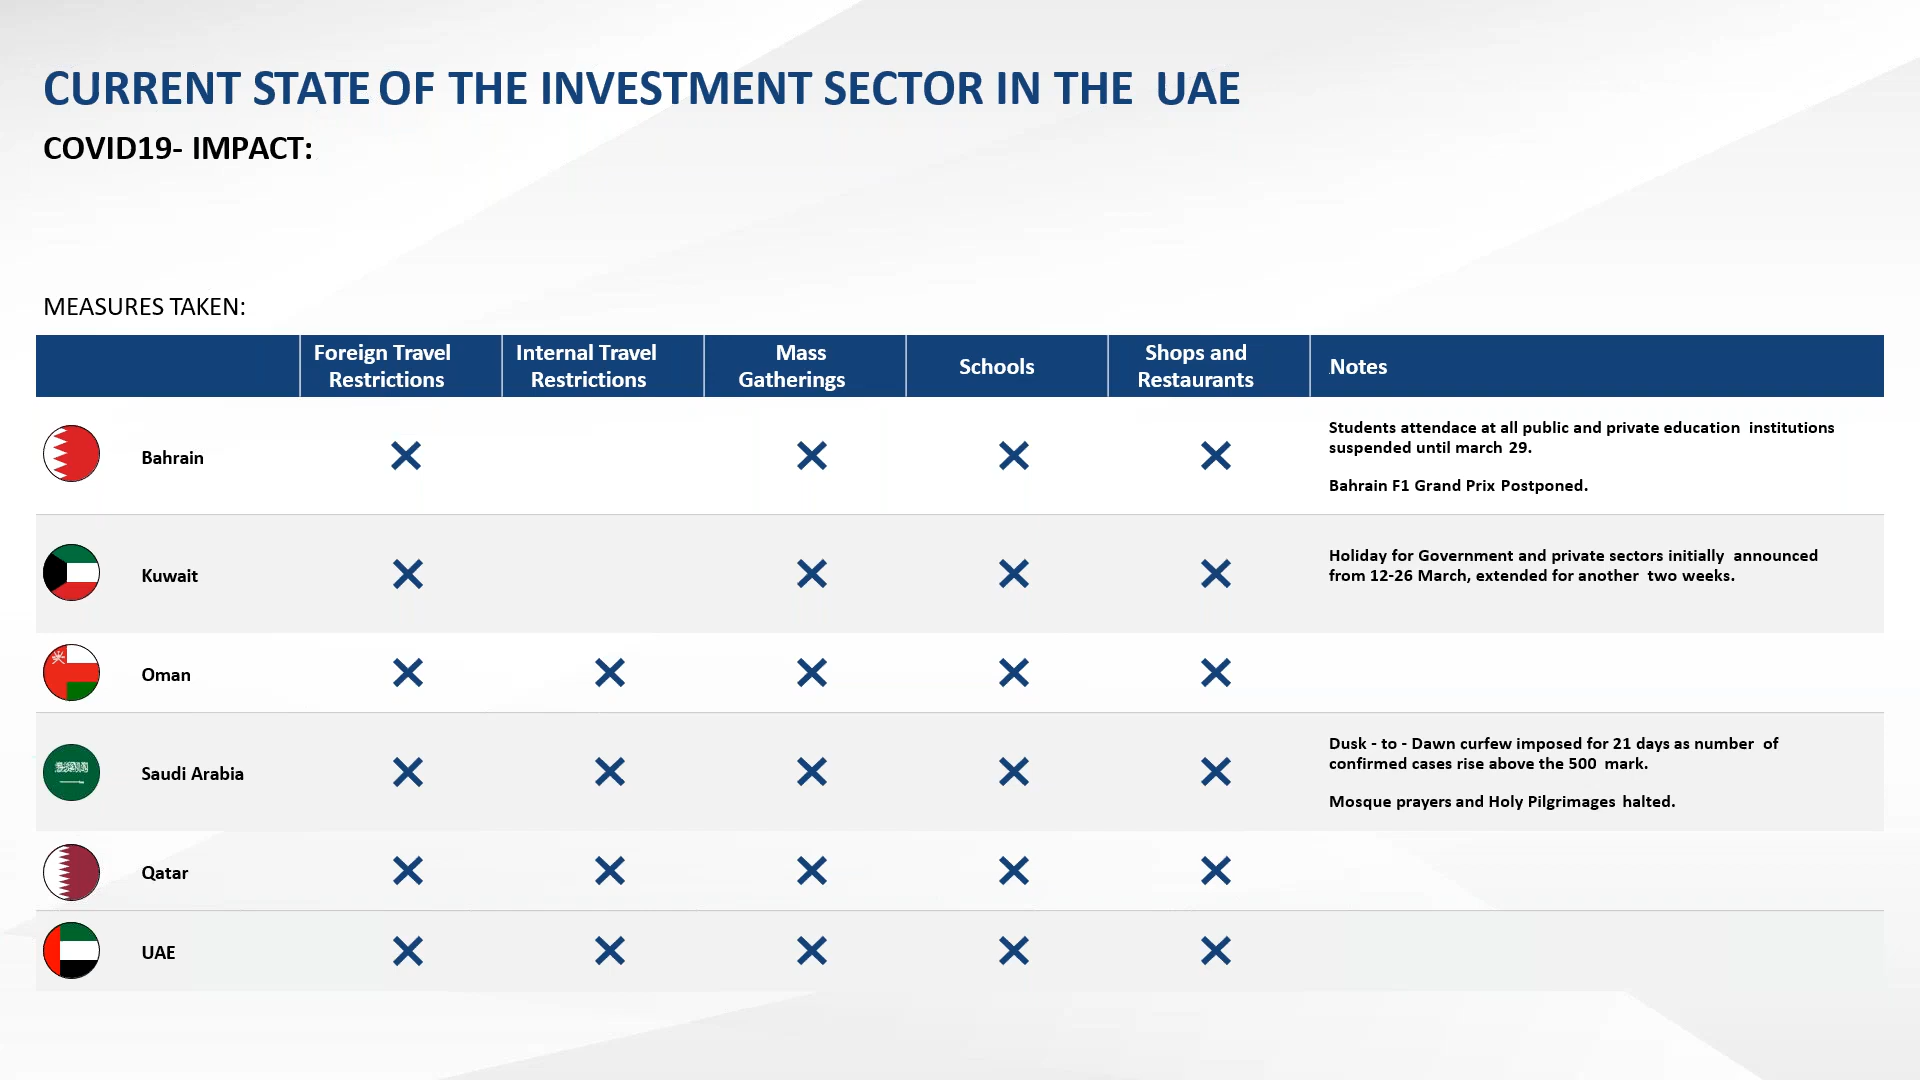 CURRENT STATE OF THE INVESTMENT SECTOR IN THE UAE
COVID19- IMPACT:
MEASURES TAKEN:
Foreign Travel
Restrictions
Internal Travel
Restrictions
Mass
Gatherings
Schools
Shops and
Restaurants
Notes
Bahrain
Students attendace at all public and private education institutions
suspended until march 29.
Bahrain F1 Grand Prix Postponed.
Kuwait
Holiday for Government and private sectors initially announced
from 12-26 March, extended for another two weeks.
Oman
Saudi Arabia
Dusk - to - Dawn curfew imposed for 21 days as number of
confirmed cases rise above the 500 mark.
Mosque prayers and Holy Pilgrimages halted.
Qatar
UAE